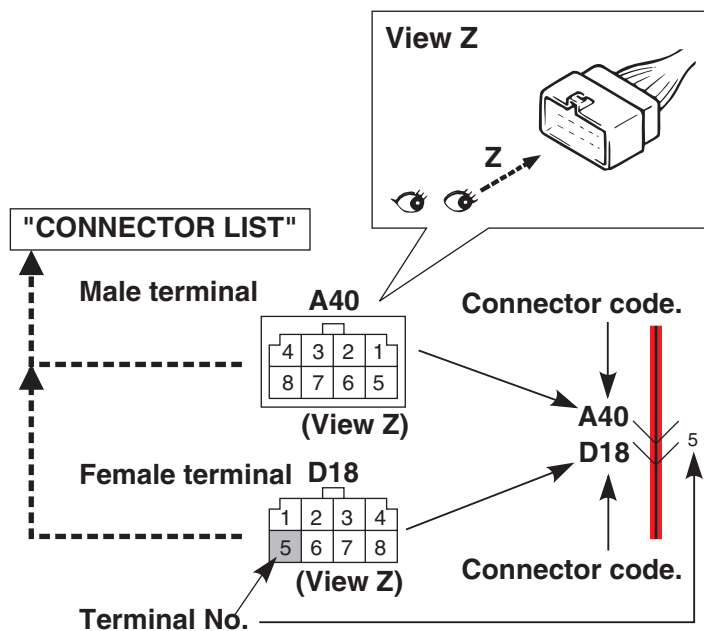 View Z
Z
"CONNECTOR LIST"
Male terminal
A40
4 3 2 1
8 7 6 5
(View Z)
Connector code.
A40
D18
5
Female terminal
D18
1 2 3 4
5 6 7 8
(View Z)
Connector code.
Terminal No.